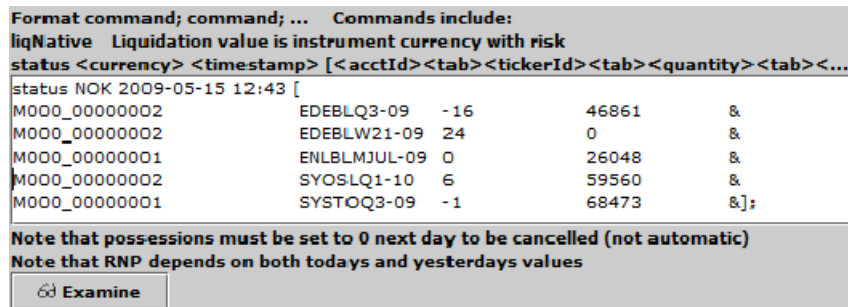 Format command; command; ... Commands include:
liqNative Liquidation value is instrument currency with risk
status <currency> <timestamp> [<acctId><tab><tickerId><tab><quantity><tab><...
status NOK 2009-05-15 12:43 [
M000_00000002 EDEBLQ3-09 -16 46861 &
M000_00000002 EDEBLW21-09 24 0 &
M000_00000001 ENLBLMJUL-09 0 26048 &
M000_00000002 SYOSLQ1-10 6 59560 &
M000_00000001 SYSTOQ3-09 -1 68473 &];
Note that possessions must be set to 0 next day to be cancelled (not automatic)
Note that RNP depends on both todays and yesterdays values
Examine